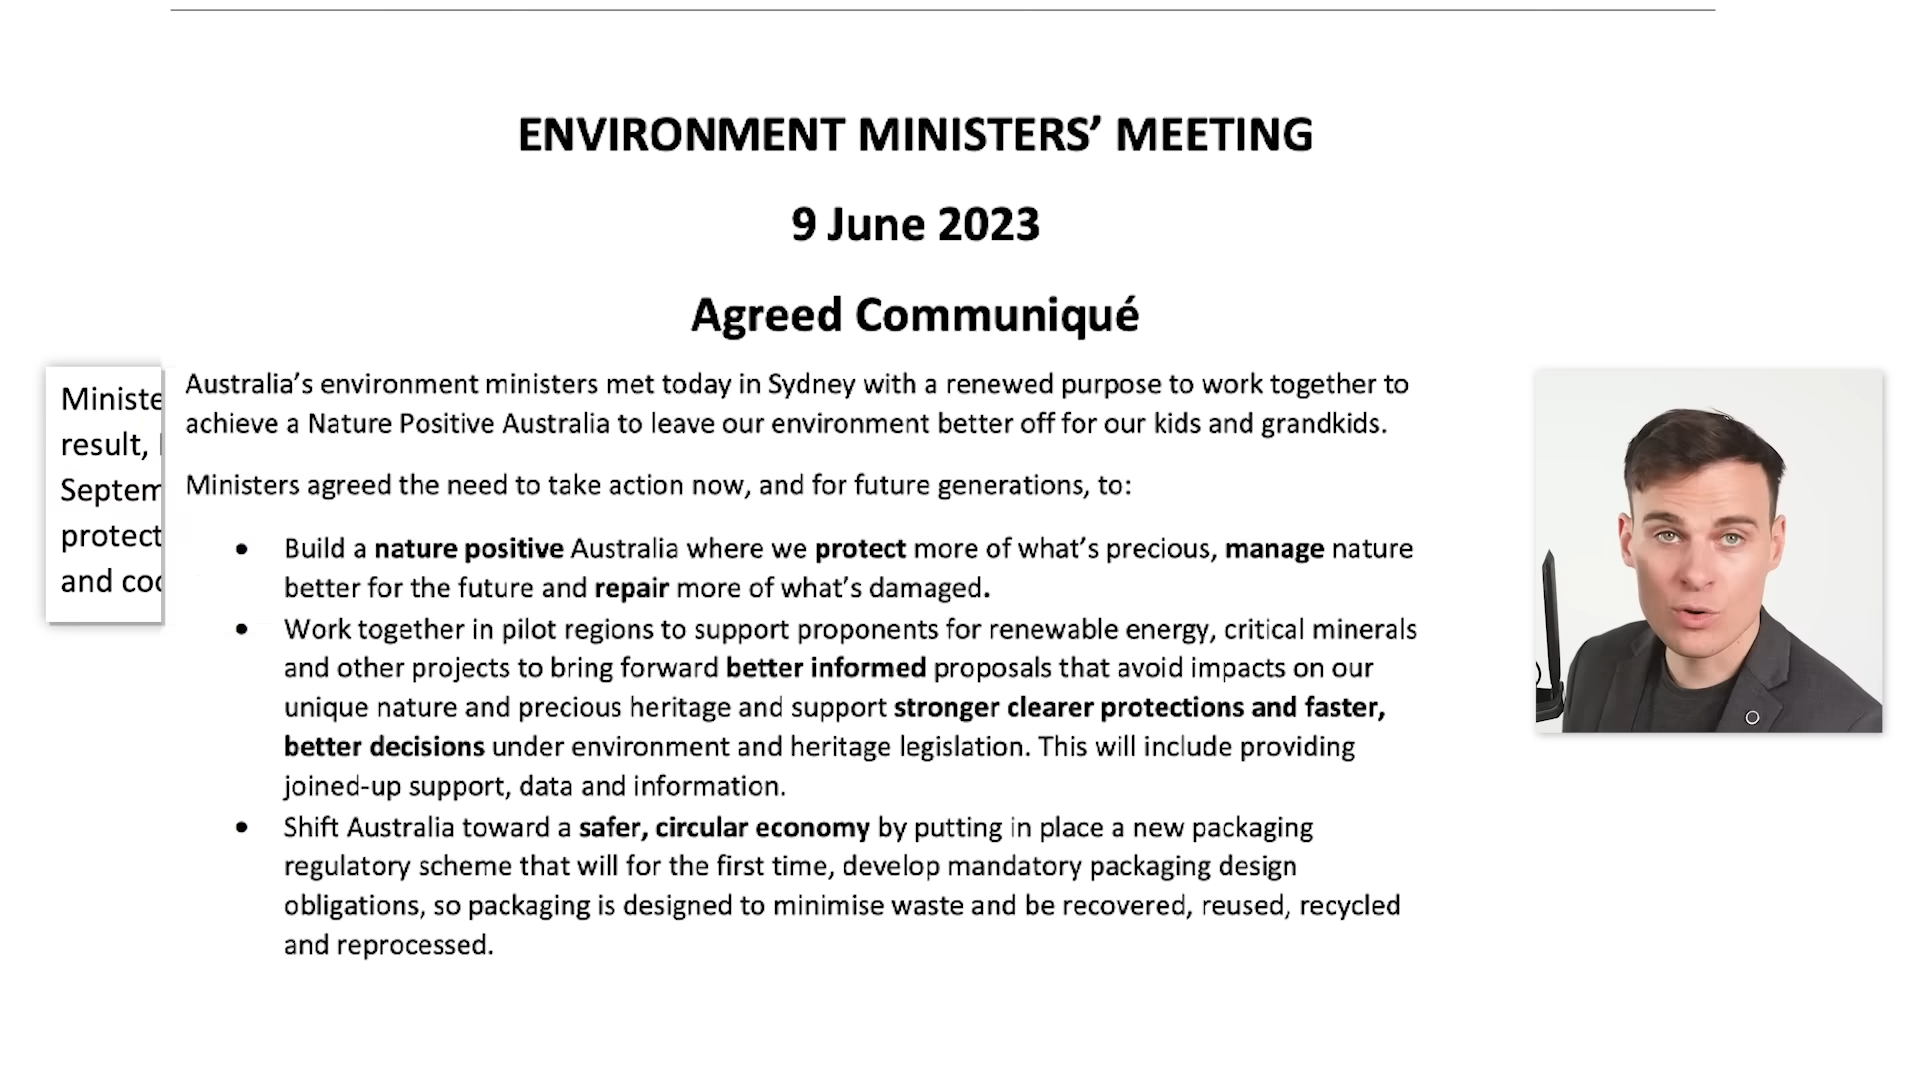 ENVIRONMENT MINISTERS’ MEETING
9 June 2023
Agreed Communiqué
Australia’s environment ministers met today in Sydney with a renewed purpose to work together to
achieve a Nature Positive Australia to leave our environment better off for our kids and grandkids.
Ministers agreed the need to take action now, and for future generations, to:
• Build a nature positive Australia where we protect more of what’s precious, manage nature
better for the future and repair more of what’s damaged.
• Work together in pilot regions to support proponents for renewable energy, critical minerals
and other projects to bring forward better informed proposals that avoid impacts on our
unique nature and precious heritage and support stronger clearer protections and faster,
better decisions under environment and heritage legislation. This will include providing
joined-up support, data and information.
• Shift Australia toward a safer, circular economy by putting in place a new packaging
regulatory scheme that will for the first time, develop mandatory packaging design
obligations, so packaging is designed to minimise waste and be recovered, reused, recycled
and reprocessed.
Ministe
result,
Septem
protect
and coo